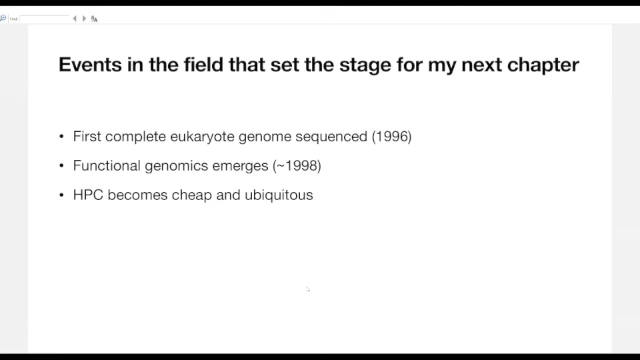 Events in the field that set the stage for my next chapter
• First complete eukaryote genome sequenced (1996)
• Functional genomics emerges (~1998)
• HPC becomes cheap and ubiquitous